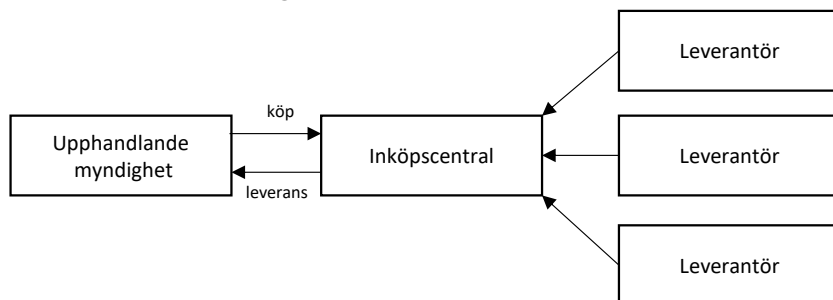 Leverantör
köp
Upphandlande
myndighet
Inköpscentral
Leverantör
leverans
Leverantör